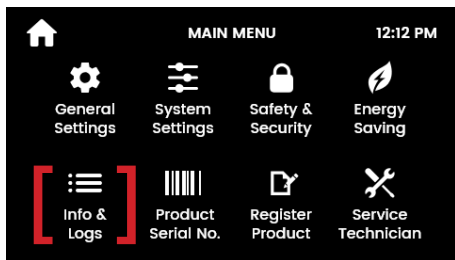 MAIN MENU 12:12 PM
General Settings
System Settings
Safety & Security
Energy Saving
Info & Logs
Product Serial No.
Register Product
Service Technician